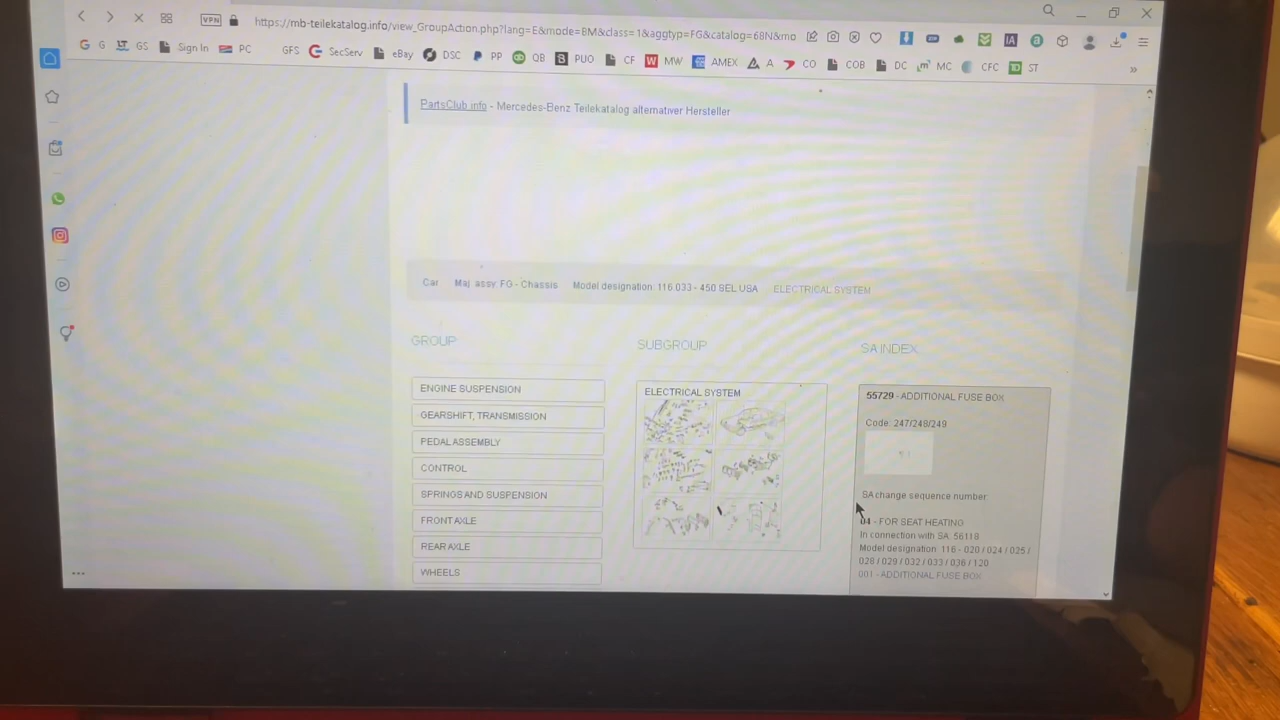 VPN https://mb-teilekatalog.info/view_GroupAction.php?lang=E&mode=BM&class=1&aggtyp=FG&catalog=68N&mo
G GS Sign In PC GFS SecServ eBay DSC PP QB PUO CF MW AMEX A CO COB DC MC CFC ST
PartsClub.info - Mercedes-Benz Teilekatalog alternativer Hersteller
Car Maj. assy. FG - Chassis Model designation: 116.033 - 450 SEL USA ELECTRICAL SYSTEM
GROUP
ENGINE SUSPENSION
GEARSHIFT, TRANSMISSION
PEDAL ASSEMBLY
CONTROL
SPRINGS AND SUSPENSION
FRONT AXLE
REAR AXLE
WHEELS
SUBGROUP
ELECTRICAL SYSTEM
SA INDEX
55729 - ADDITIONAL FUSE BOX
Code: 247/248/249
SA change sequence number:
04 - FOR SEAT HEATING
In connection with SA: 56118
Model designation: 116 - 020 / 024 / 025 /
028 / 029 / 032 / 033 / 036 / 120
001 - ADDITIONAL FUSE BOX